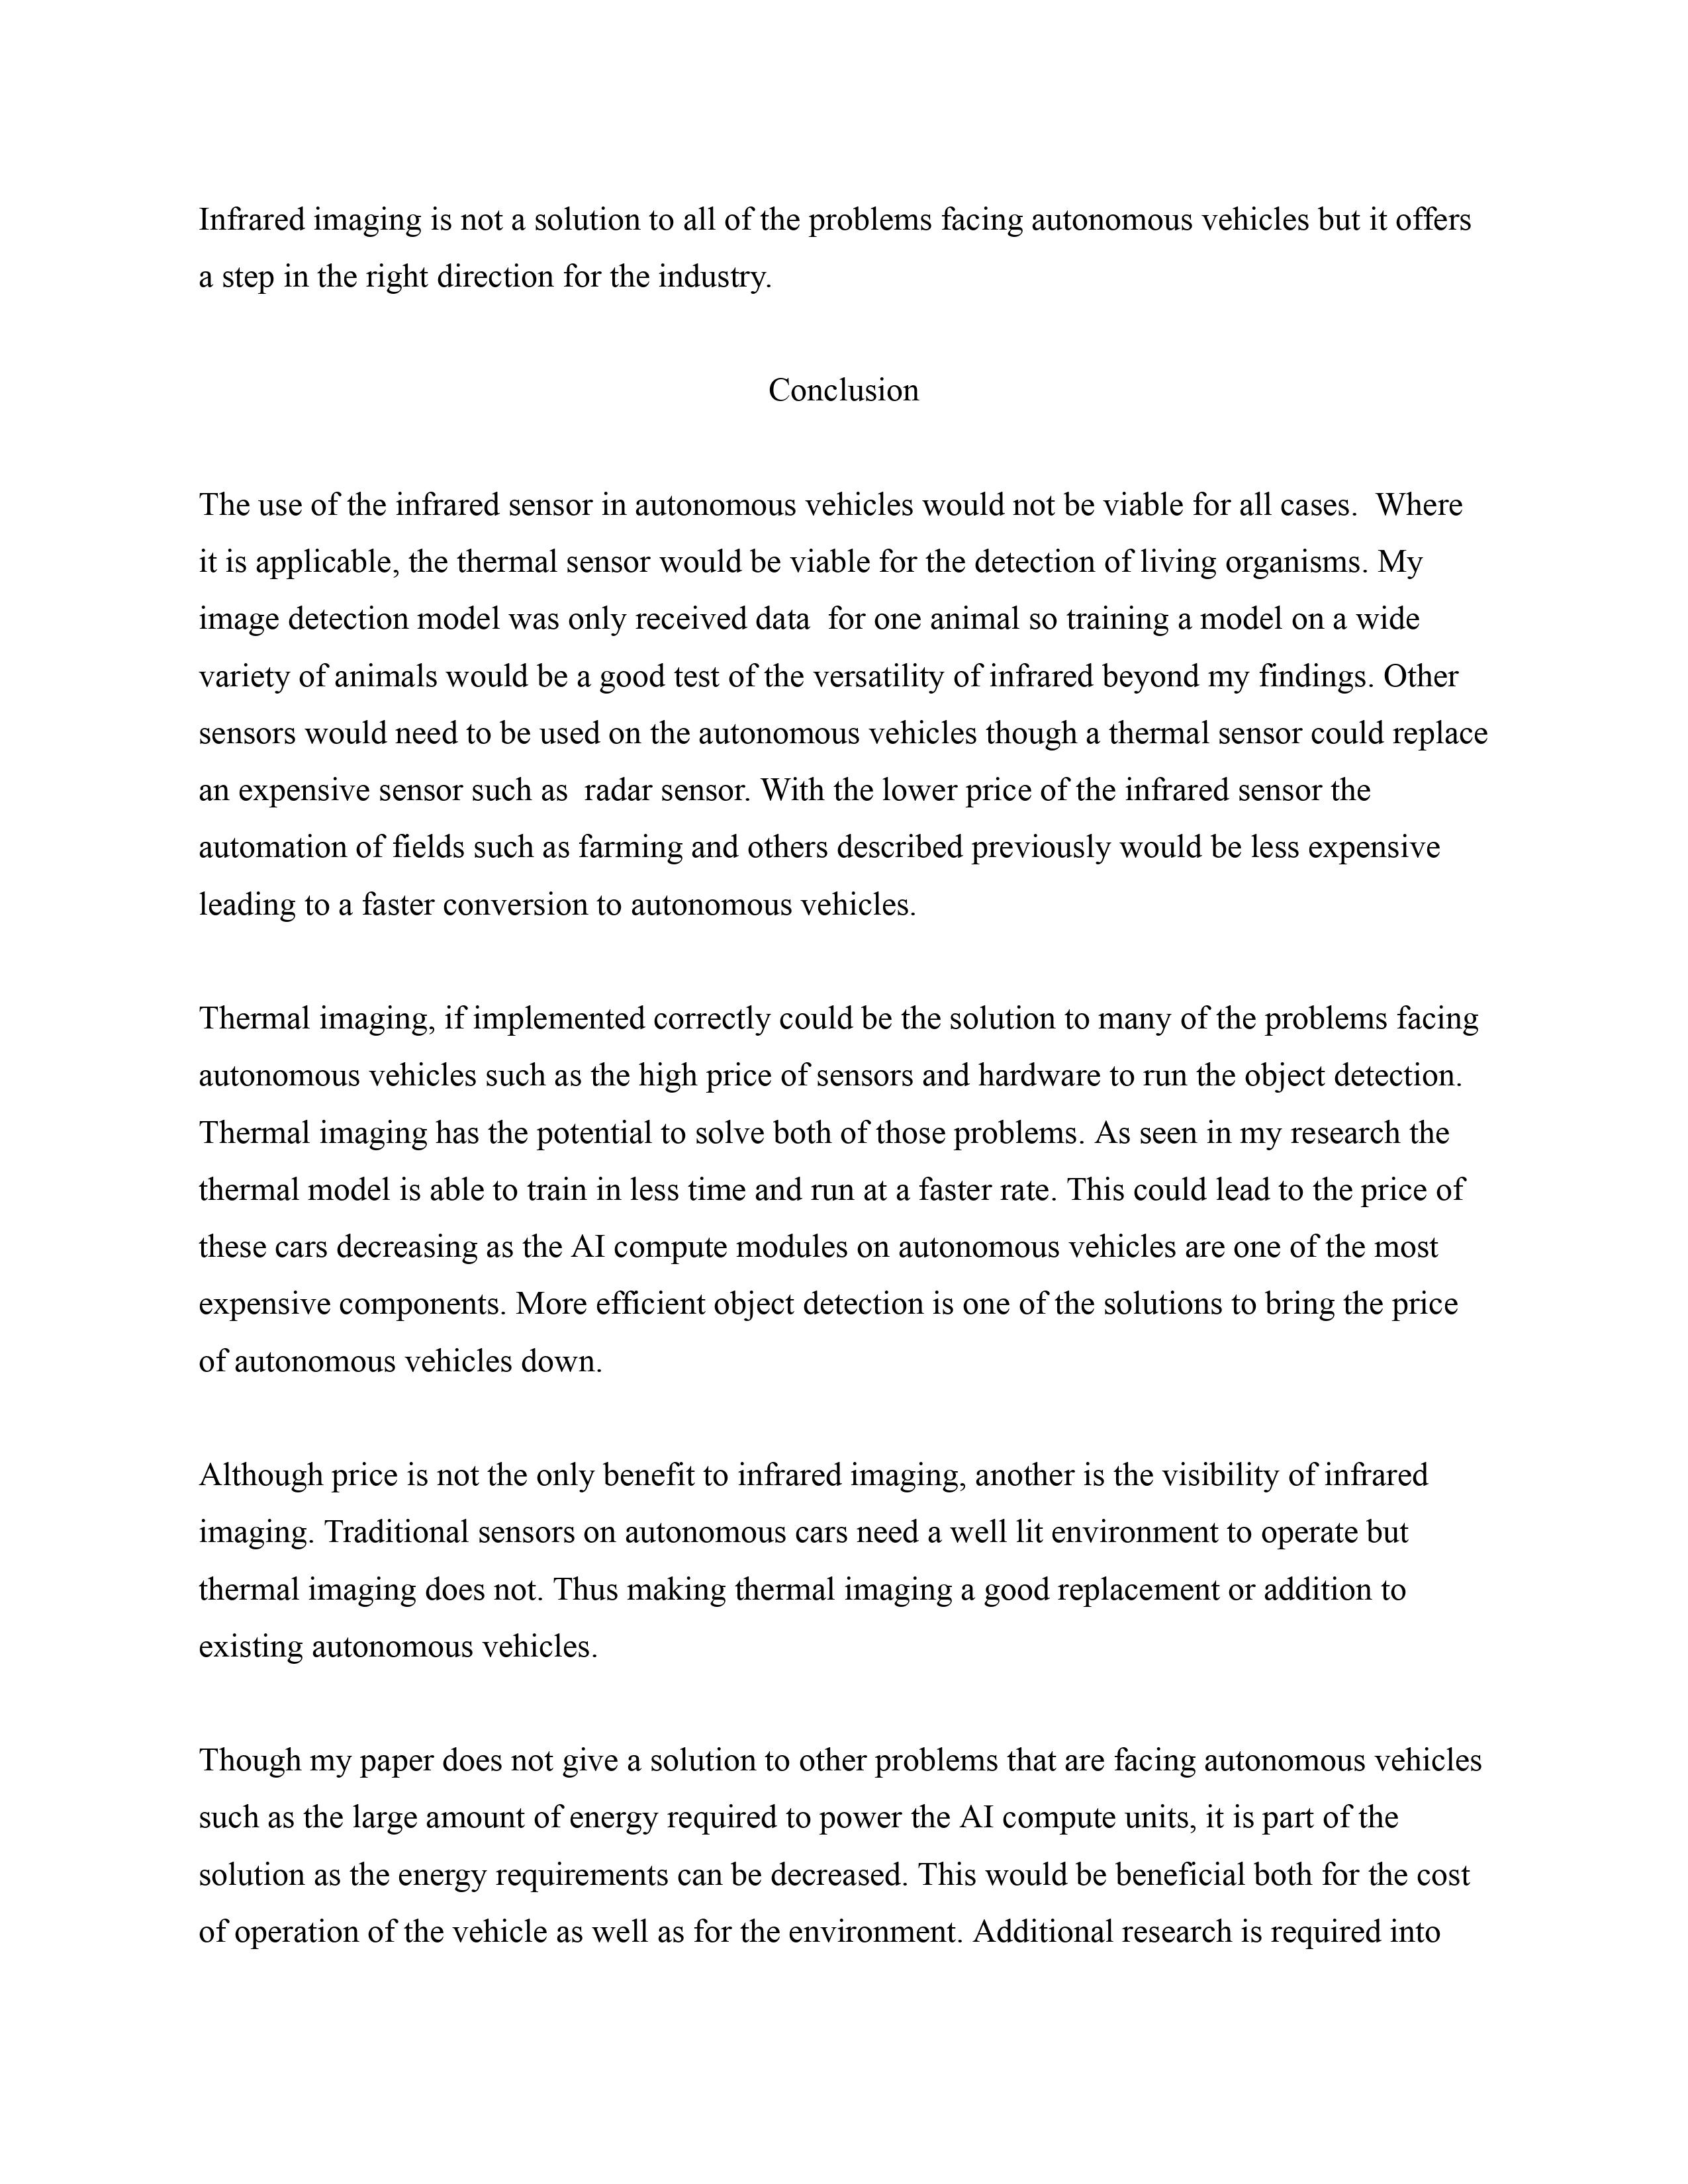 Infrared imaging is not a solution to all of the problems facing autonomous vehicles but it offers
a step in the right direction for the industry.
Conclusion
The use of the infrared sensor in autonomous vehicles would not be viable for all cases.  Where
it is applicable, the thermal sensor would be viable for the detection of living organisms. My
image detection model was only received data  for one animal so training a model on a wide
variety of animals would be a good test of the versatility of infrared beyond my findings. Other
sensors would need to be used on the autonomous vehicles though a thermal sensor could replace
an expensive sensor such as  radar sensor. With the lower price of the infrared sensor the
automation of fields such as farming and others described previously would be less expensive
leading to a faster conversion to autonomous vehicles.
Thermal imaging, if implemented correctly could be the solution to many of the problems facing
autonomous vehicles such as the high price of sensors and hardware to run the object detection.
Thermal imaging has the potential to solve both of those problems. As seen in my research the
thermal model is able to train in less time and run at a faster rate. This could lead to the price of
these cars decreasing as the AI compute modules on autonomous vehicles are one of the most
expensive components. More efficient object detection is one of the solutions to bring the price
of autonomous vehicles down.
Although price is not the only benefit to infrared imaging, another is the visibility of infrared
imaging. Traditional sensors on autonomous cars need a well lit environment to operate but
thermal imaging does not. Thus making thermal imaging a good replacement or addition to
existing autonomous vehicles.
Though my paper does not give a solution to other problems that are facing autonomous vehicles
such as the large amount of energy required to power the AI compute units, it is part of the
solution as the energy requirements can be decreased. This would be beneficial both for the cost
of operation of the vehicle as well as for the environment. Additional research is required into